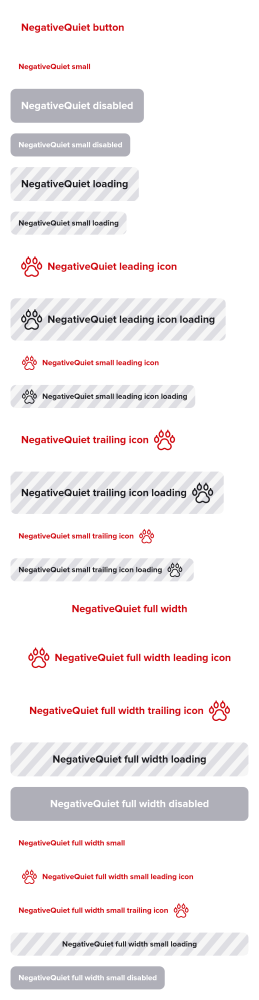 NegativeQuiet button
NegativeQuiet small
NegativeQuiet disabled
NegativeQuiet small disabled
NegativeQuiet loading
NegativeQuiet small loading
NegativeQuiet leading icon
NegativeQuiet leading icon loading
NegativeQuiet small leading icon
NegativeQuiet small leading icon loading
NegativeQuiet trailing icon
NegativeQuiet trailing icon loading
NegativeQuiet small trailing icon
NegativeQuiet small trailing icon loading
NegativeQuiet full width
NegativeQuiet full width leading icon
NegativeQuiet full width trailing icon
NegativeQuiet full width loading
NegativeQuiet full width disabled
NegativeQuiet full width small
NegativeQuiet full width small leading icon
NegativeQuiet full width small trailing icon
NegativeQuiet full width small loading
NegativeQuiet full width small disabled